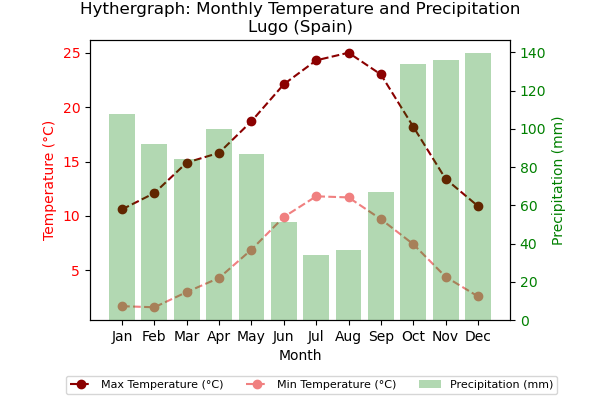 Hythergraph: Monthly Temperature and Precipitation
Lugo (Spain)
Temperature (°C)
25
20
15
10
5
140
120
100
80
60
40
20
0
Precipitation (mm)
Jan Feb Mar Apr May Jun Jul Aug Sep Oct Nov Dec
Month
Max Temperature (°C) Min Temperature (°C) Precipitation (mm)